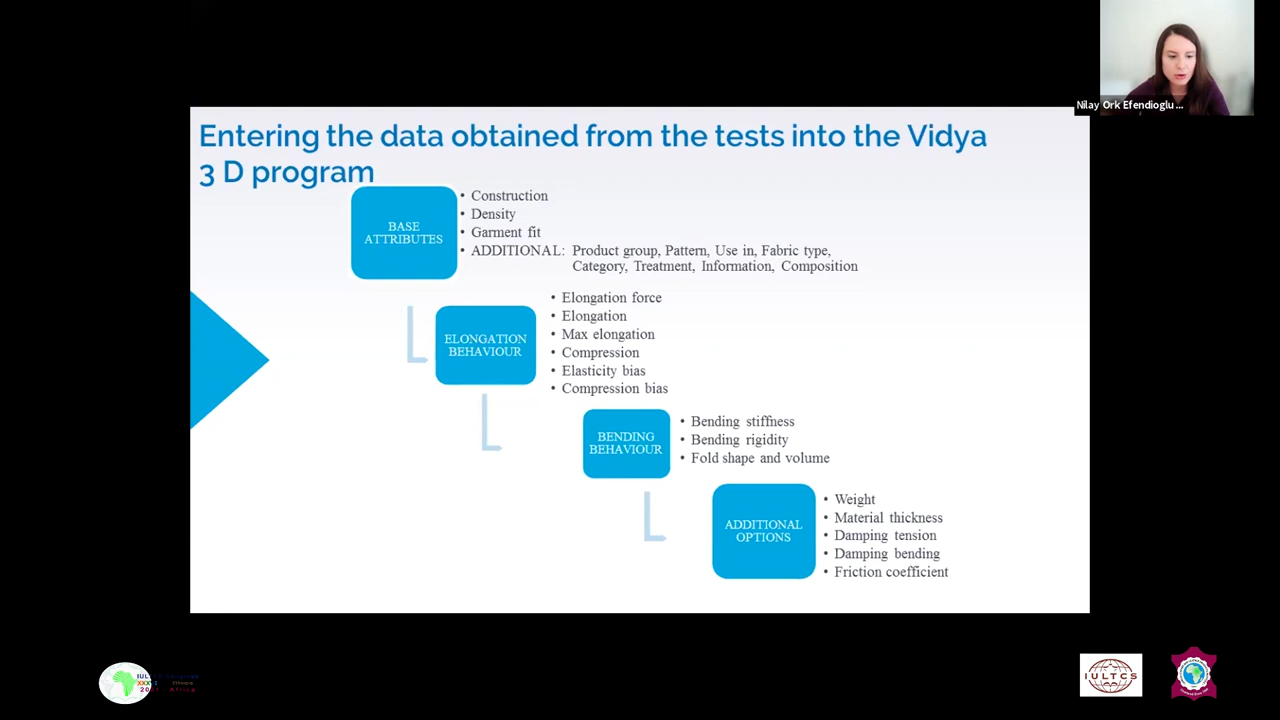 Nilay Ork Efendioglu ...
Entering the data obtained from the tests into the Vidya
3 D program
BASE
ATTRIBUTES
• Construction
• Density
• Garment fit
• ADDITIONAL: Product group, Pattern, Use in, Fabric type,
Category, Treatment, Information, Composition
ELONGATION
BEHAVIOUR
• Elongation force
• Elongation
• Max elongation
• Compression
• Elasticity bias
• Compression bias
BENDING
BEHAVIOUR
• Bending stiffness
• Bending rigidity
• Fold shape and volume
ADDITIONAL
OPTIONS
• Weight
• Material thickness
• Damping tension
• Damping bending
• Friction coefficient
IULTCS